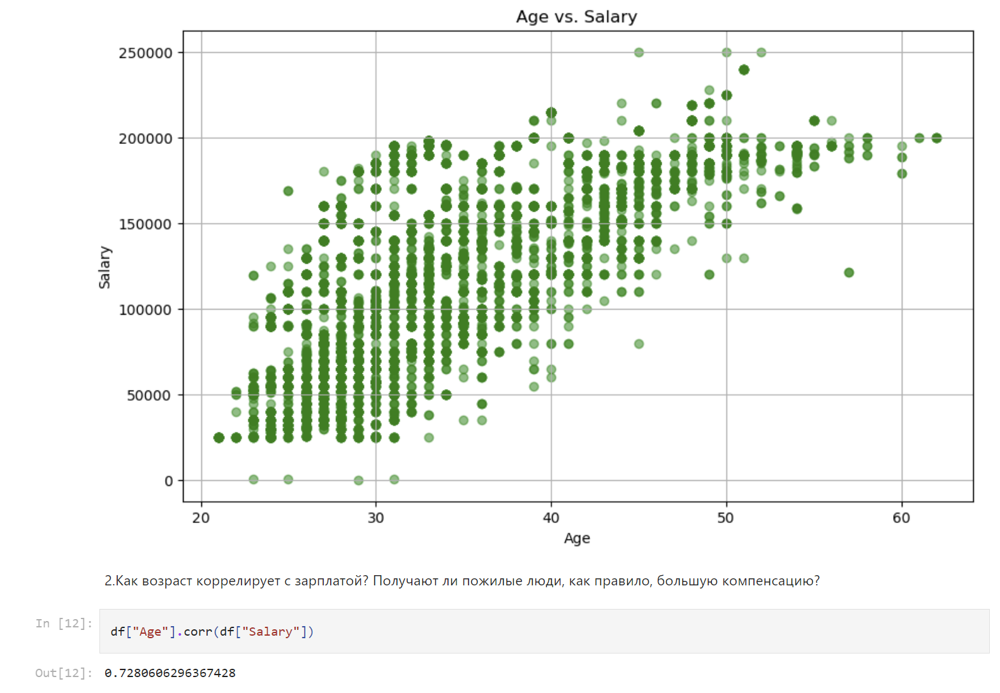 Age vs. Salary
250000
200000
150000
100000
50000
0
Salary
20 30 40 50 60
Age
2.Как возраст коррелирует с зарплатой? Получают ли пожилые люди, как правило, большую компенсацию?
In [12]: df["Age"].corr(df["Salary"])
Out[12]: 0.7280606296367428